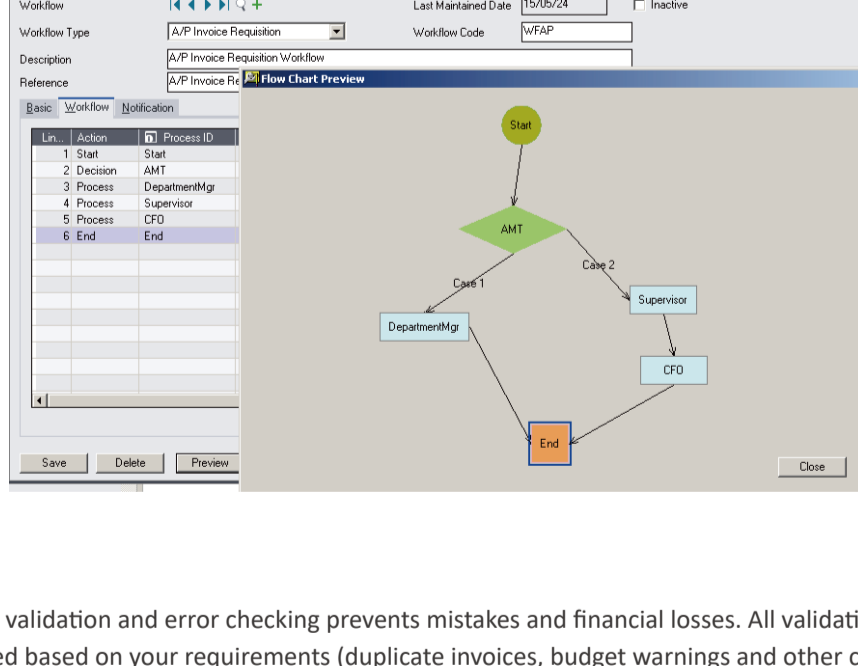 Workflow Last Maintained Date 15/05/24 Inactive
Workflow Type A/P Invoice Requisition Workflow Code WFAP
Description A/P Invoice Requisition Workflow
Reference A/P Invoice Re
Flow Chart Preview
Basic Workflow Notification
Lin... Action Process ID
1 Start Start
2 Decision AMT
3 Process DepartmentMgr
4 Process Supervisor
5 Process CFO
6 End End
Start
AMT
Case 1
Case 2
Supervisor
DepartmentMgr
CFO
End
Save Delete Preview
Close
validation and error checking prevents mistakes and financial losses. All validati
ed based on your requirements (duplicate invoices, budget warnings and other c